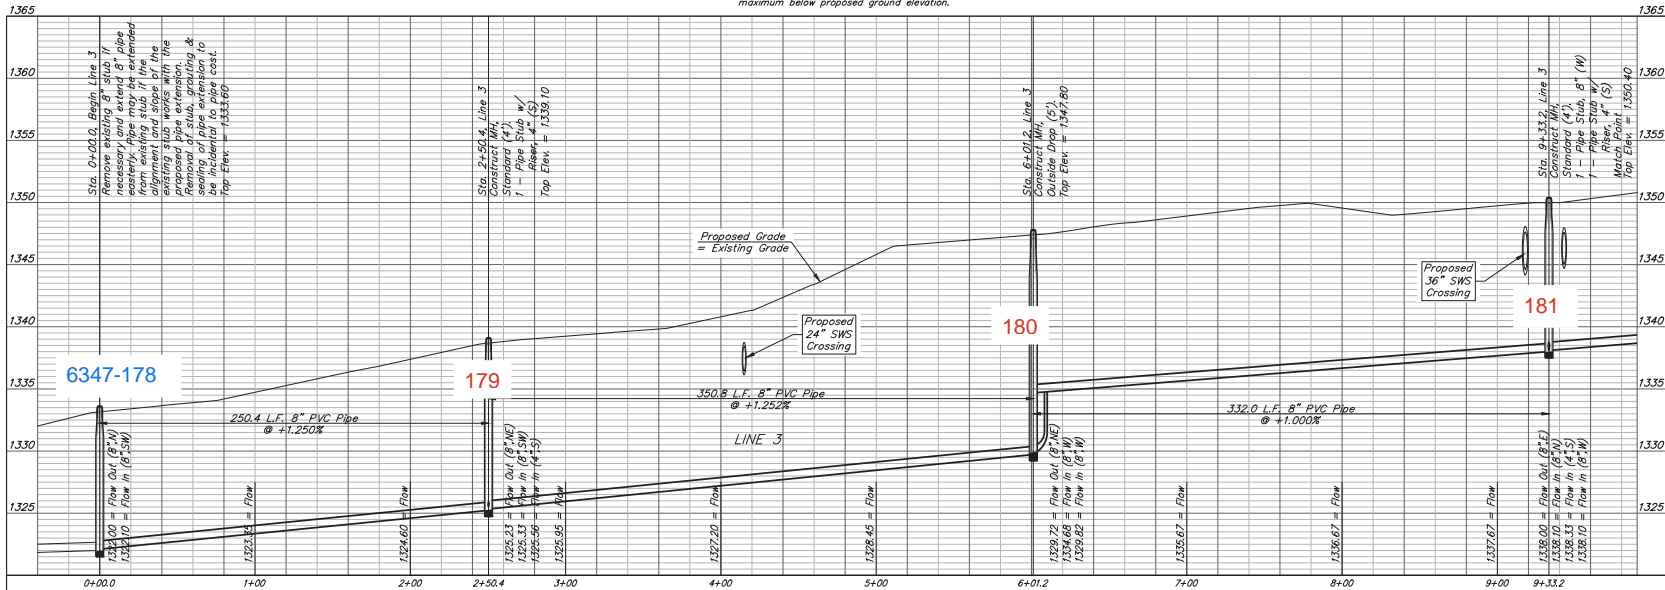 maximum below proposed ground elevation.
1365
1365
1360
1360
1355
1355
1350
1350
1345
1345
1340
1340
1335
1335
1330
1330
1325
1325
Sta. 0+00.0, Begin Line 3
Remove existing 8" stub if
necessary and extend 8" pipe
easterly. Pipe may be extended
from existing stub if the
alignment and slope of the
existing stub works with the
proposed pipe extension.
Removal of stub, grouting &
sealing of pipe extension to
be incidental to pipe cost.
Top Elev. = 1333.60
Sta. 2+50.4, Line 3
Construct MH,
Standard (4').
1 - Pipe Stub w/
Riser, 4" (S)
Top Elev. = 1339.10
Sta. 6+01.2, Line 3
Construct MH,
Outside Drop (5').
Top Elev. = 1347.80
Sta. 9+33.2, Line 3
Construct MH,
Standard (4').
1 - Pipe Stub, 8" (W)
1 - Pipe Stub w/
Riser, 4" (S)
Match Point
Top Elev. = 1350.40
Proposed Grade
= Existing Grade
Proposed
24" SWS
Crossing
Proposed
36" SWS
Crossing
6347-178
179
180
181
250.4 L.F. 8" PVC Pipe
@ +1.250%
350.8 L.F. 8" PVC Pipe
@ +1.252%
332.0 L.F. 8" PVC Pipe
@ +1.000%
LINE 3
1322.00 = Flow Out (8",N)
1322.10 = Flow In (8",SW)
1323.35 = Flow
1324.60 = Flow
1325.23 = Flow Out (8",NE)
1325.33 = Flow In (8",SW)
1325.56 = Flow In (4",S)
1325.95 = Flow
1327.20 = Flow
1328.45 = Flow
1329.72 = Flow Out (8",NE)
1334.68 = Flow In (8",W)
1329.82 = Flow In (8",W)
1335.67 = Flow
1336.67 = Flow
1337.67 = Flow
1338.00 = Flow Out (8",E)
1338.10 = Flow In (8",N)
1338.33 = Flow In (4",S)
1338.10 = Flow In (8",W)
0+00.0
1+00
2+00
2+50.4
3+00
4+00
5+00
6+01.2
7+00
8+00
9+00
9+33.2